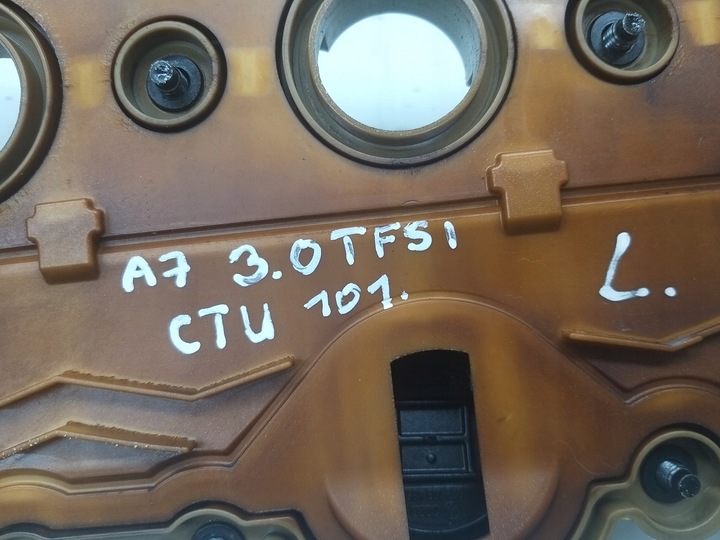 A7 3.0TFSI
CTU 101.
L.